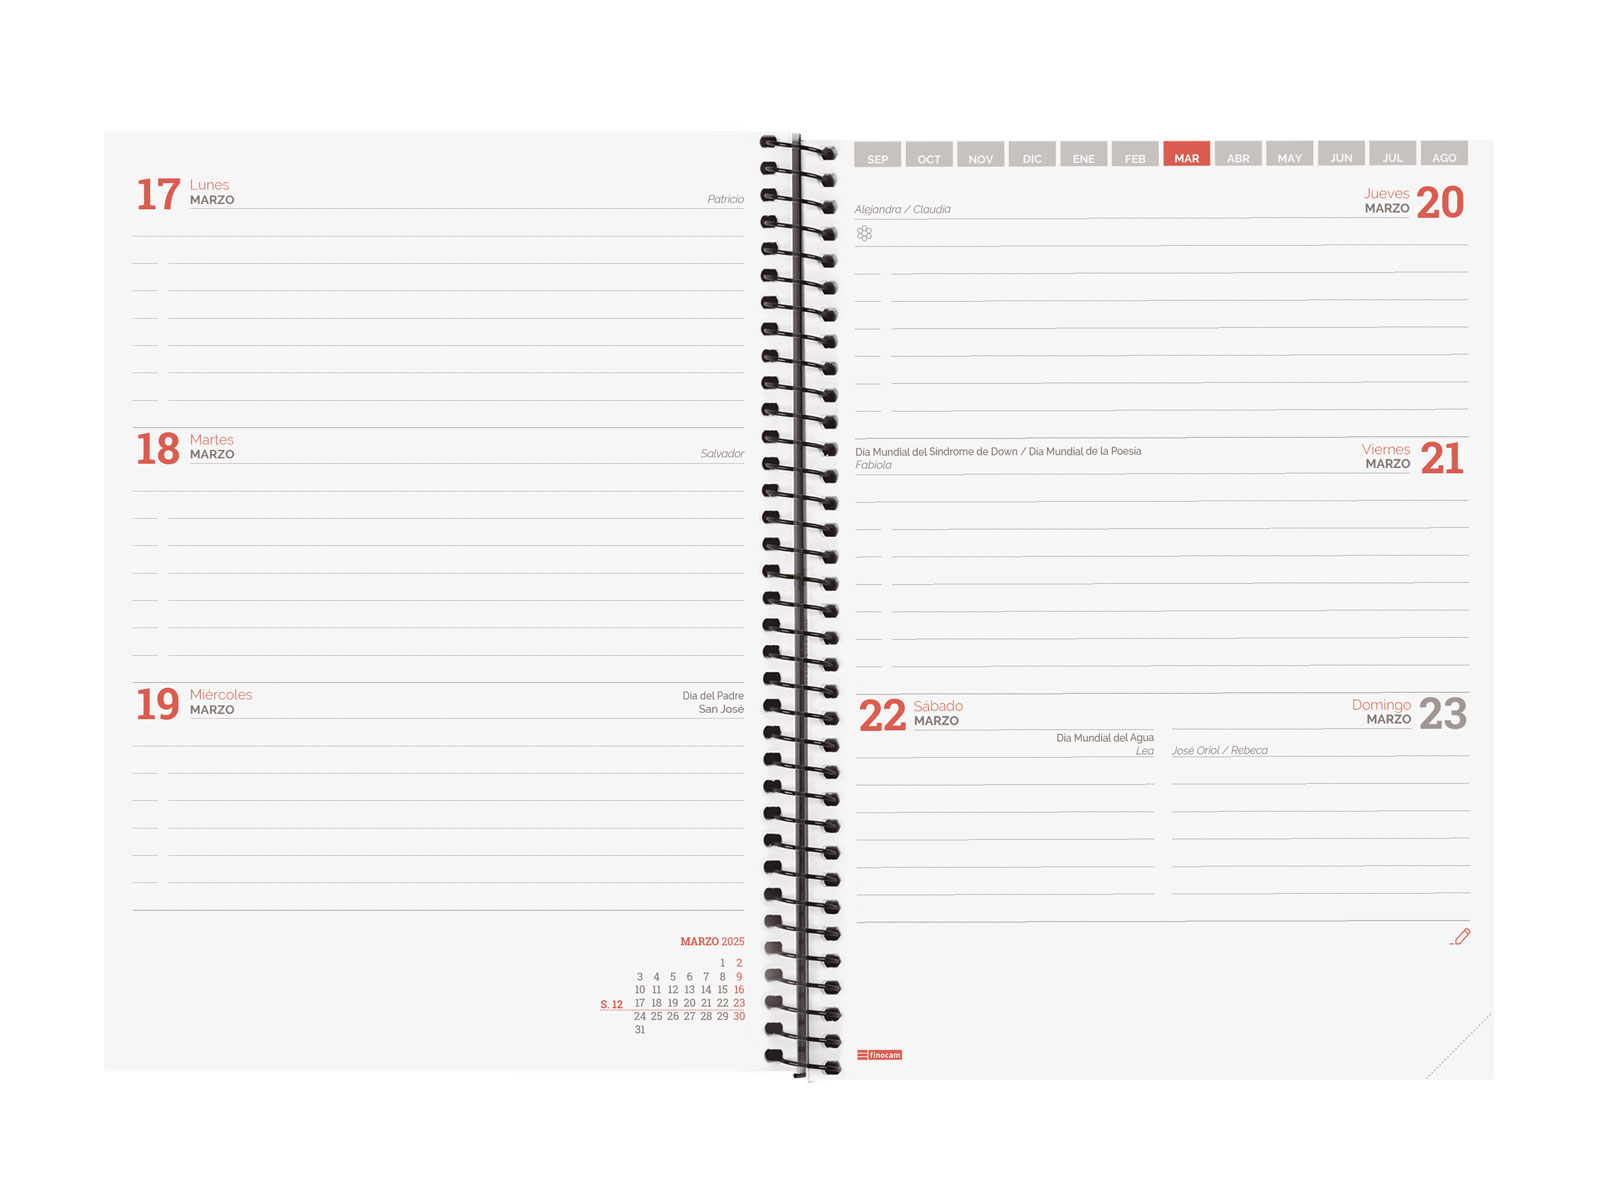 17 Lunes
MARZO
Patricio
18 Martes
MARZO
Salvador
19 Miércoles
MARZO
Día del Padre
San José
MARZO 2025
1 2
3 4 5 6 7 8 9
10 11 12 13 14 15 16
S. 12 17 18 19 20 21 22 23
24 25 26 27 28 29 30
31
SEP OCT NOV DIC ENE FEB MAR ABR MAY JUN JUL AGO
Jueves 20
MARZO
Alejandra / Claudia
Día Mundial del Síndrome de Down / Día Mundial de la Poesía
Fabiola
Viernes 21
MARZO
22 Sábado
MARZO
Día Mundial del Agua
Lea
Domingo 23
MARZO
José Oriol / Rebeca
finocam